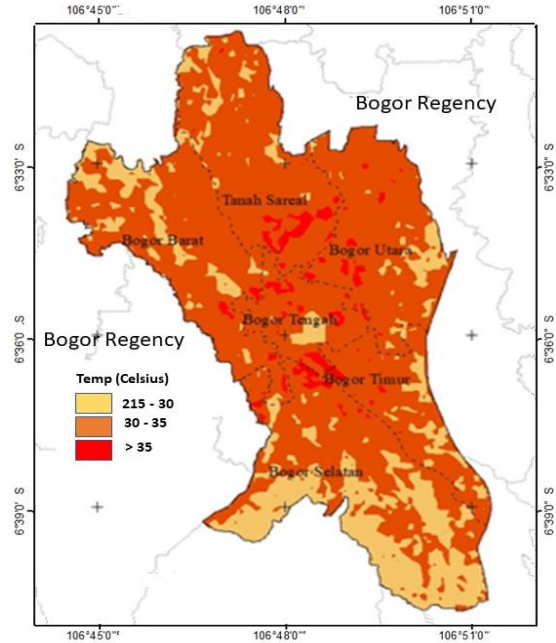 106°45'0" 106°48'0" 106°51'0"
Bogor Regency
6°33'0" S
6°33'0" S
Tanah Sareal
Bogor Barat
Bogor Utara
Bogor Tengah
Bogor Regency
6°36'0" S
6°36'0" S
Bogor Timur
Temp (Celsius)
215 - 30
30 - 35
> 35
Bogor Selatan
6°39'0" S
6°39'0" S
106°45'0" 106°48'0" 106°51'0"